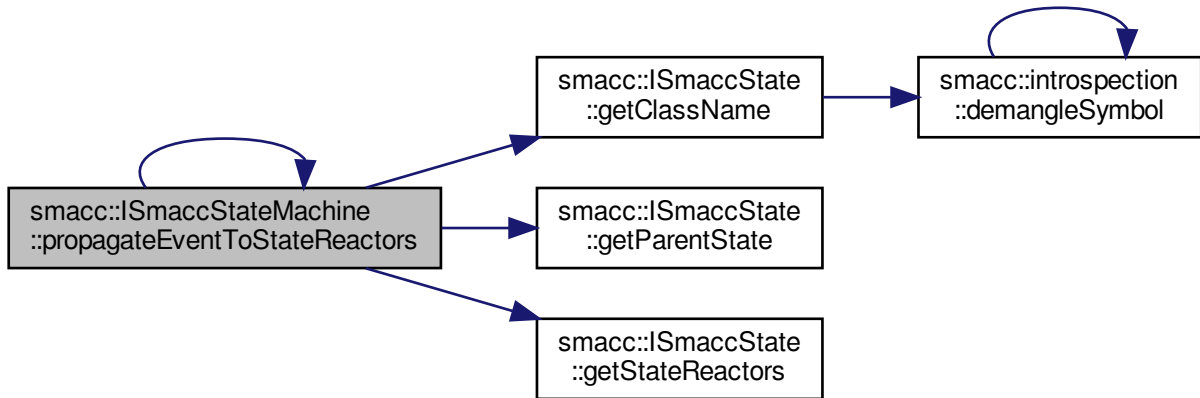 smacc::ISmaccStateMachine
::propagateEventToStateReactors
smacc::ISmaccState
::getClassName
smacc::introspection
::demangleSymbol
smacc::ISmaccState
::getParentState
smacc::ISmaccState
::getStateReactors